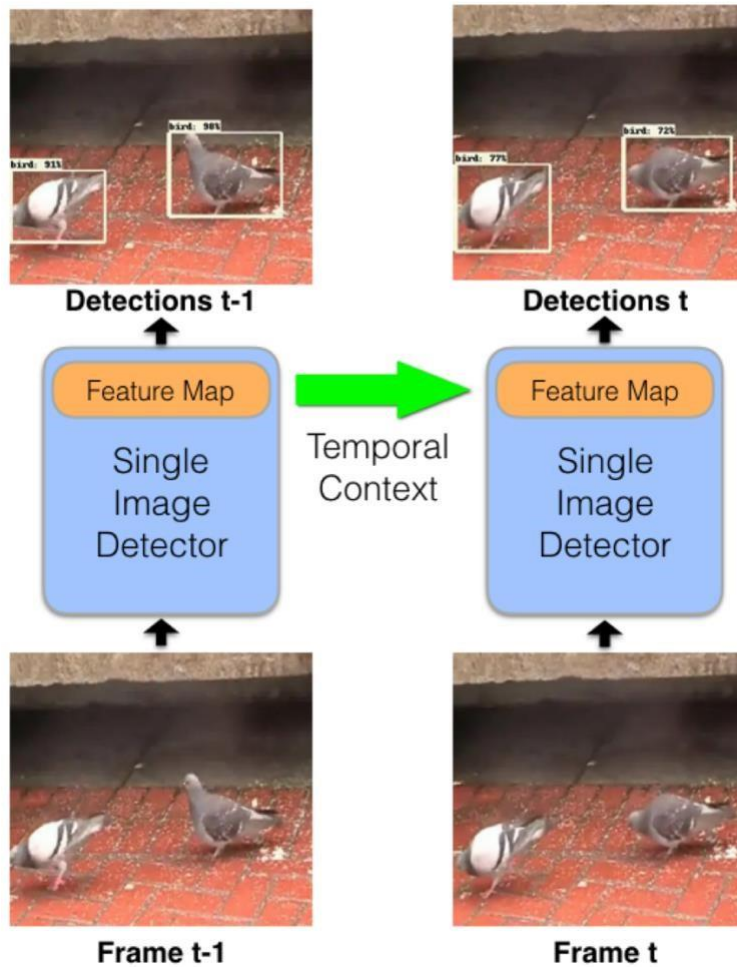 bird: 98%
bird: 91%
bird: 72%
bird: 77%
Detections t-1
Detections t
Feature Map
Feature Map
Single
Image
Detector
Temporal
Context
Single
Image
Detector
Frame t-1
Frame t